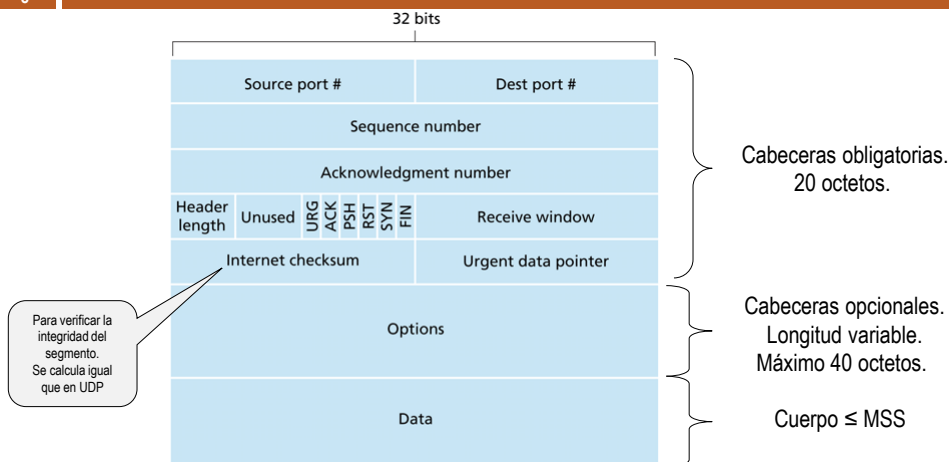 32 bits
Source port #
Dest port #
Sequence number
Acknowledgment number
Header
length
Unused
URG
ACK
PSH
RST
SYN
FIN
Receive window
Internet checksum
Urgent data pointer
Options
Data
Cabeceras obligatorias.
20 octetos.
Para verificar la
integridad del
segmento.
Se calcula igual
que en UDP
Cabeceras opcionales.
Longitud variable.
Máximo 40 octetos.
Cuerpo ≤ MSS